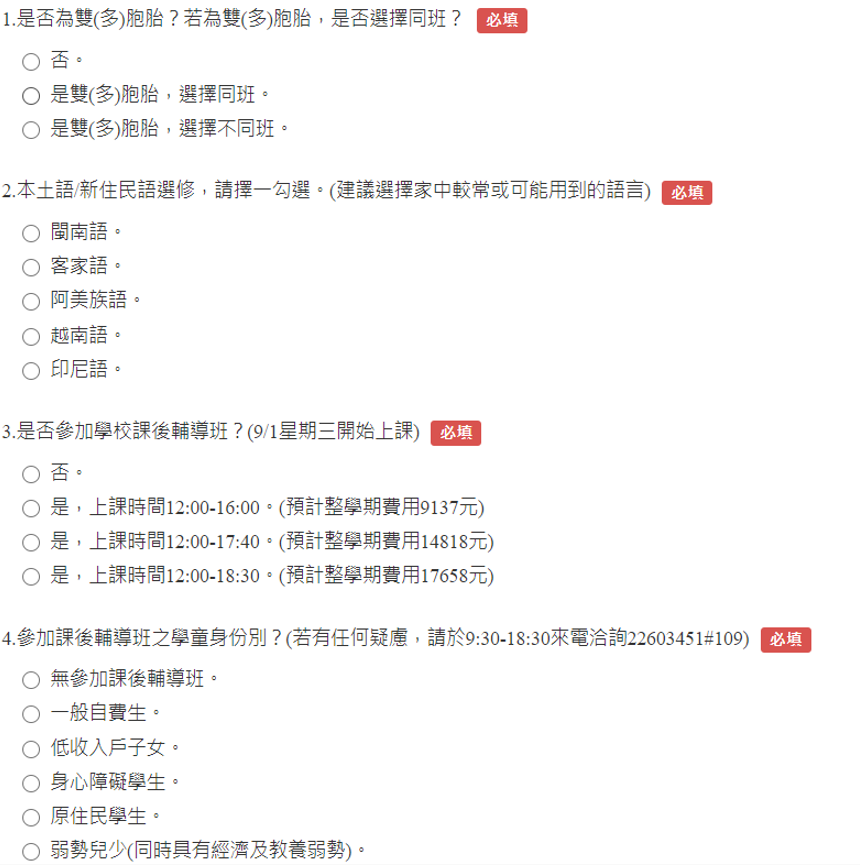 1.是否為雙(多)胞胎？若為雙(多)胞胎，是否選擇同班？ 必填
否。
是雙(多)胞胎，選擇同班。
是雙(多)胞胎，選擇不同班。
2.本土語/新住民語選修，請擇一勾選。(建議選擇家中較常或可能用到的語言) 必填
閩南語。
客家語。
阿美族語。
越南語。
印尼語。
3.是否參加學校課後輔導班？(9/1星期三開始上課) 必填
否。
是，上課時間12:00-16:00。(預計整學期費用9137元)
是，上課時間12:00-17:40。(預計整學期費用14818元)
是，上課時間12:00-18:30。(預計整學期費用17658元)
4.參加課後輔導班之學童身份別？(若有任何疑慮，請於9:30-18:30來電洽詢22603451#109) 必填
無參加課後輔導班。
一般自費生。
低收入戶子女。
身心障礙學生。
原住民學生。
弱勢兒少(同時具有經濟及教養弱勢)。